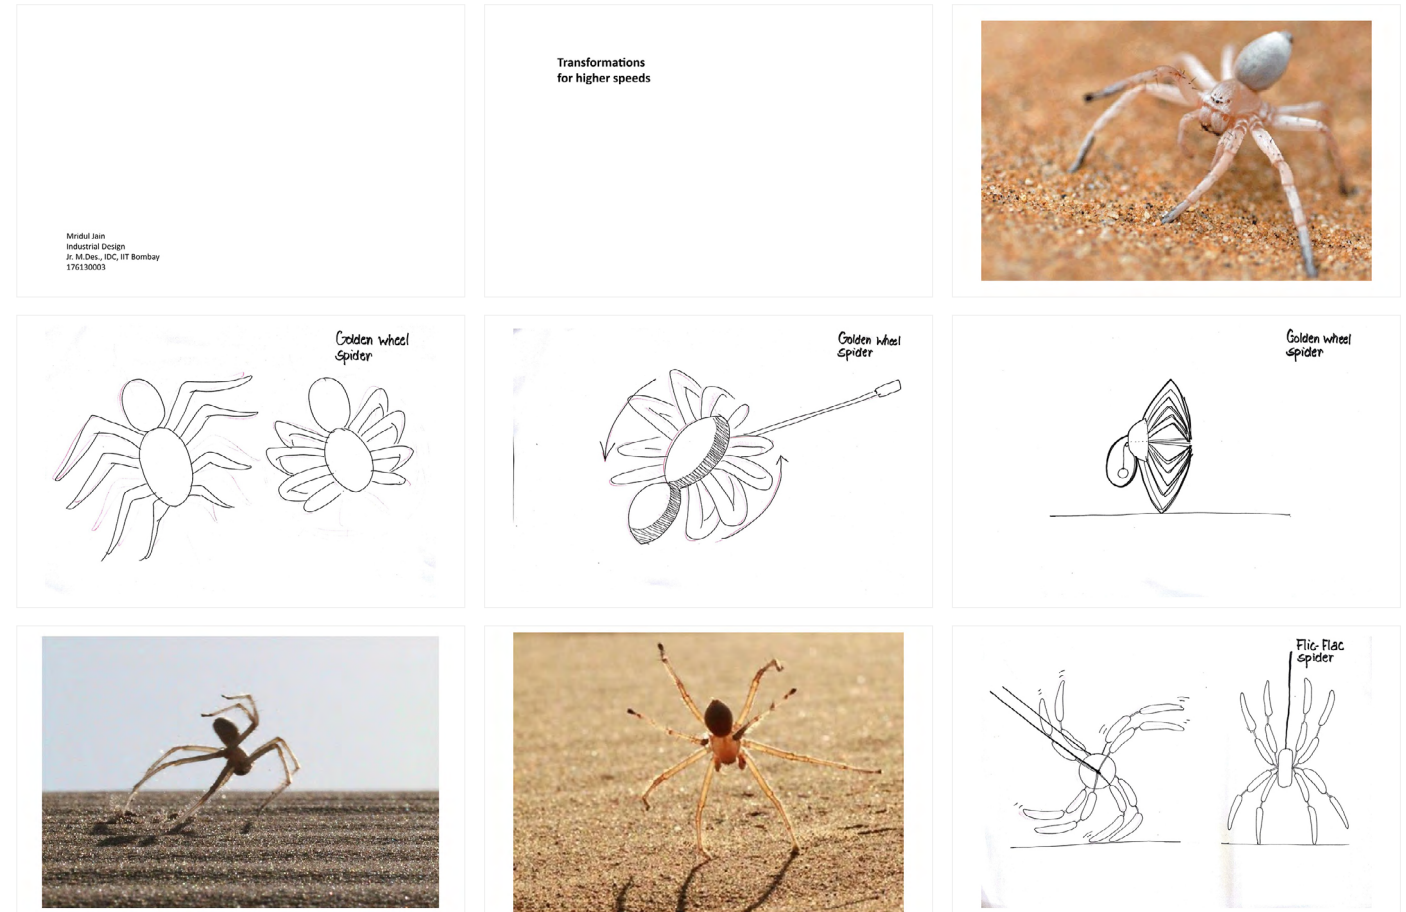 Transformations
for higher speeds
Mridul Jain
Industrial Design
Jr. M.Des., IDC, IIT Bombay
176130003
Golden wheel
spider
Golden wheel
spider
Golden wheel
spider
Flic-Flac
spider